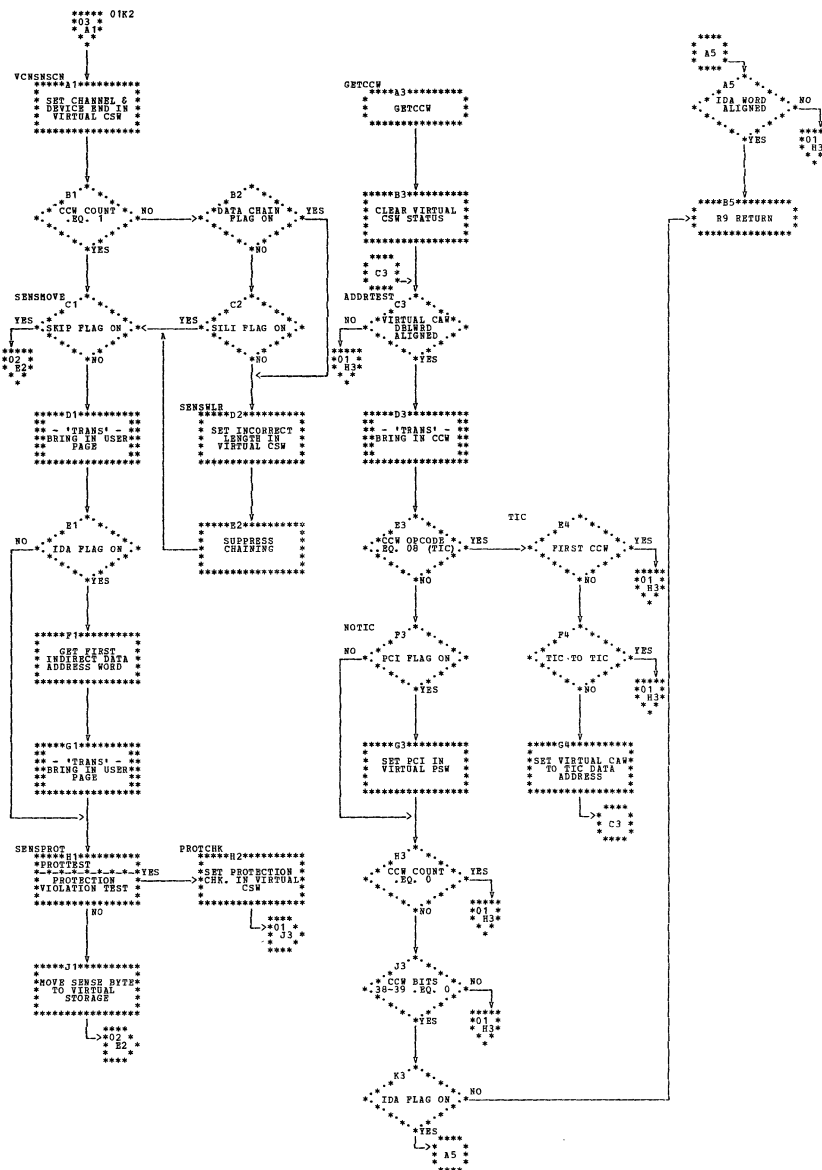 01K2
03
A1
VCNSNSCN
A1
SET CHANNEL &
DEVICE END IN
VIRTUAL CSW
B1
CCW COUNT
.EQ. 1
NO
YES
B2
DATA CHAIN
FLAG ON
YES
NO
SENSMOVE
C1
YES
SKIP FLAG ON
NO
02
E2
C2
YES
SILI FLAG ON
NO
D1
- 'TRANS' -
BRING IN USER
PAGE
SENSWLR
D2
SET INCORRECT
LENGTH IN
VIRTUAL CSW
E1
NO
IDA FLAG ON
YES
E2
SUPPRESS
CHAINING
F1
GET FIRST
INDIRECT DATA
ADDRESS WORD
G1
- 'TRANS' -
BRING IN USER
PAGE
SENSPROT
H1
PROTTEST
PROTECTION
VIOLATION TEST
YES
NO
PROTCHK
H2
SET PROTECTION
CHK. IN VIRTUAL
CSW
01
J3
J1
MOVE SENSE BYTE
TO VIRTUAL
STORAGE
02
E2
GETCCW
A3
GETCCW
B3
CLEAR VIRTUAL
CSW STATUS
C3
ADDRTEST
C3
VIRTUAL CAW
DBLWRD
ALIGNED
NO
YES
01
H3
D3
- 'TRANS' -
BRING IN CCW
E3
CCW OPCODE
EQ. 08 (TIC)
YES
NO
TIC
E4
FIRST CCW
YES
NO
01
H3
NOTIC
F3
NO
PCI FLAG ON
YES
F4
TIC TO TIC
YES
NO
01
H3
G3
SET PCI IN
VIRTUAL PSW
G4
SET VIRTUAL CAW
TO TIC DATA
ADDRESS
C3
H3
CCW COUNT
.EQ. 0
YES
NO
01
H3
J3
CCW BITS
38-39 .EQ. 0
NO
YES
01
H3
K3
IDA FLAG ON
NO
YES
A5
A5
A5
IDA WORD
ALIGNED
NO
YES
01
H3
B5
R9 RETURN